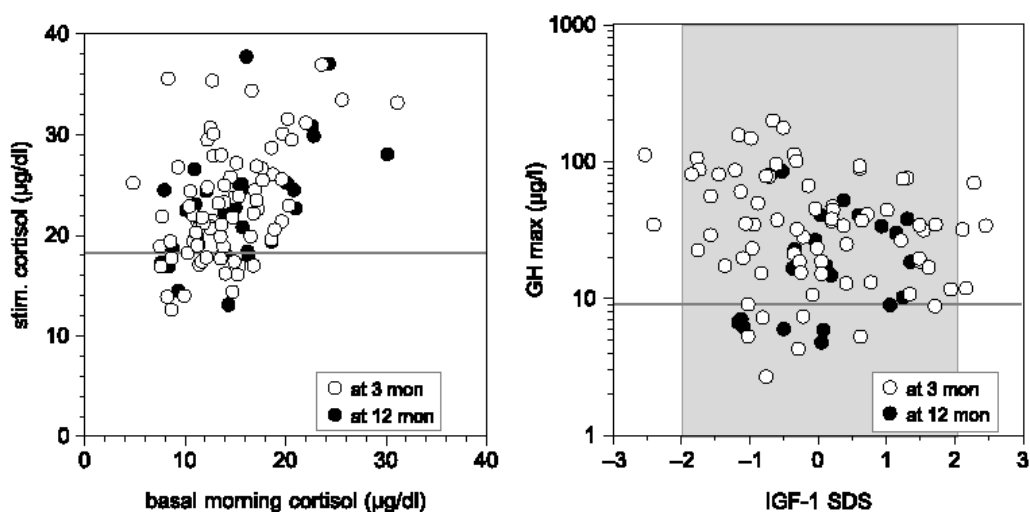 40
30
20
10
0
stim. cortisol (µg/dl)
0 10 20 30 40
basal morning cortisol (µg/dl)
at 3 mon
at 12 mon
1000
100
10
1
GH max (µg/l)
–3 –2 –1 0 1 2 3
IGF-1 SDS
at 3 mon
at 12 mon